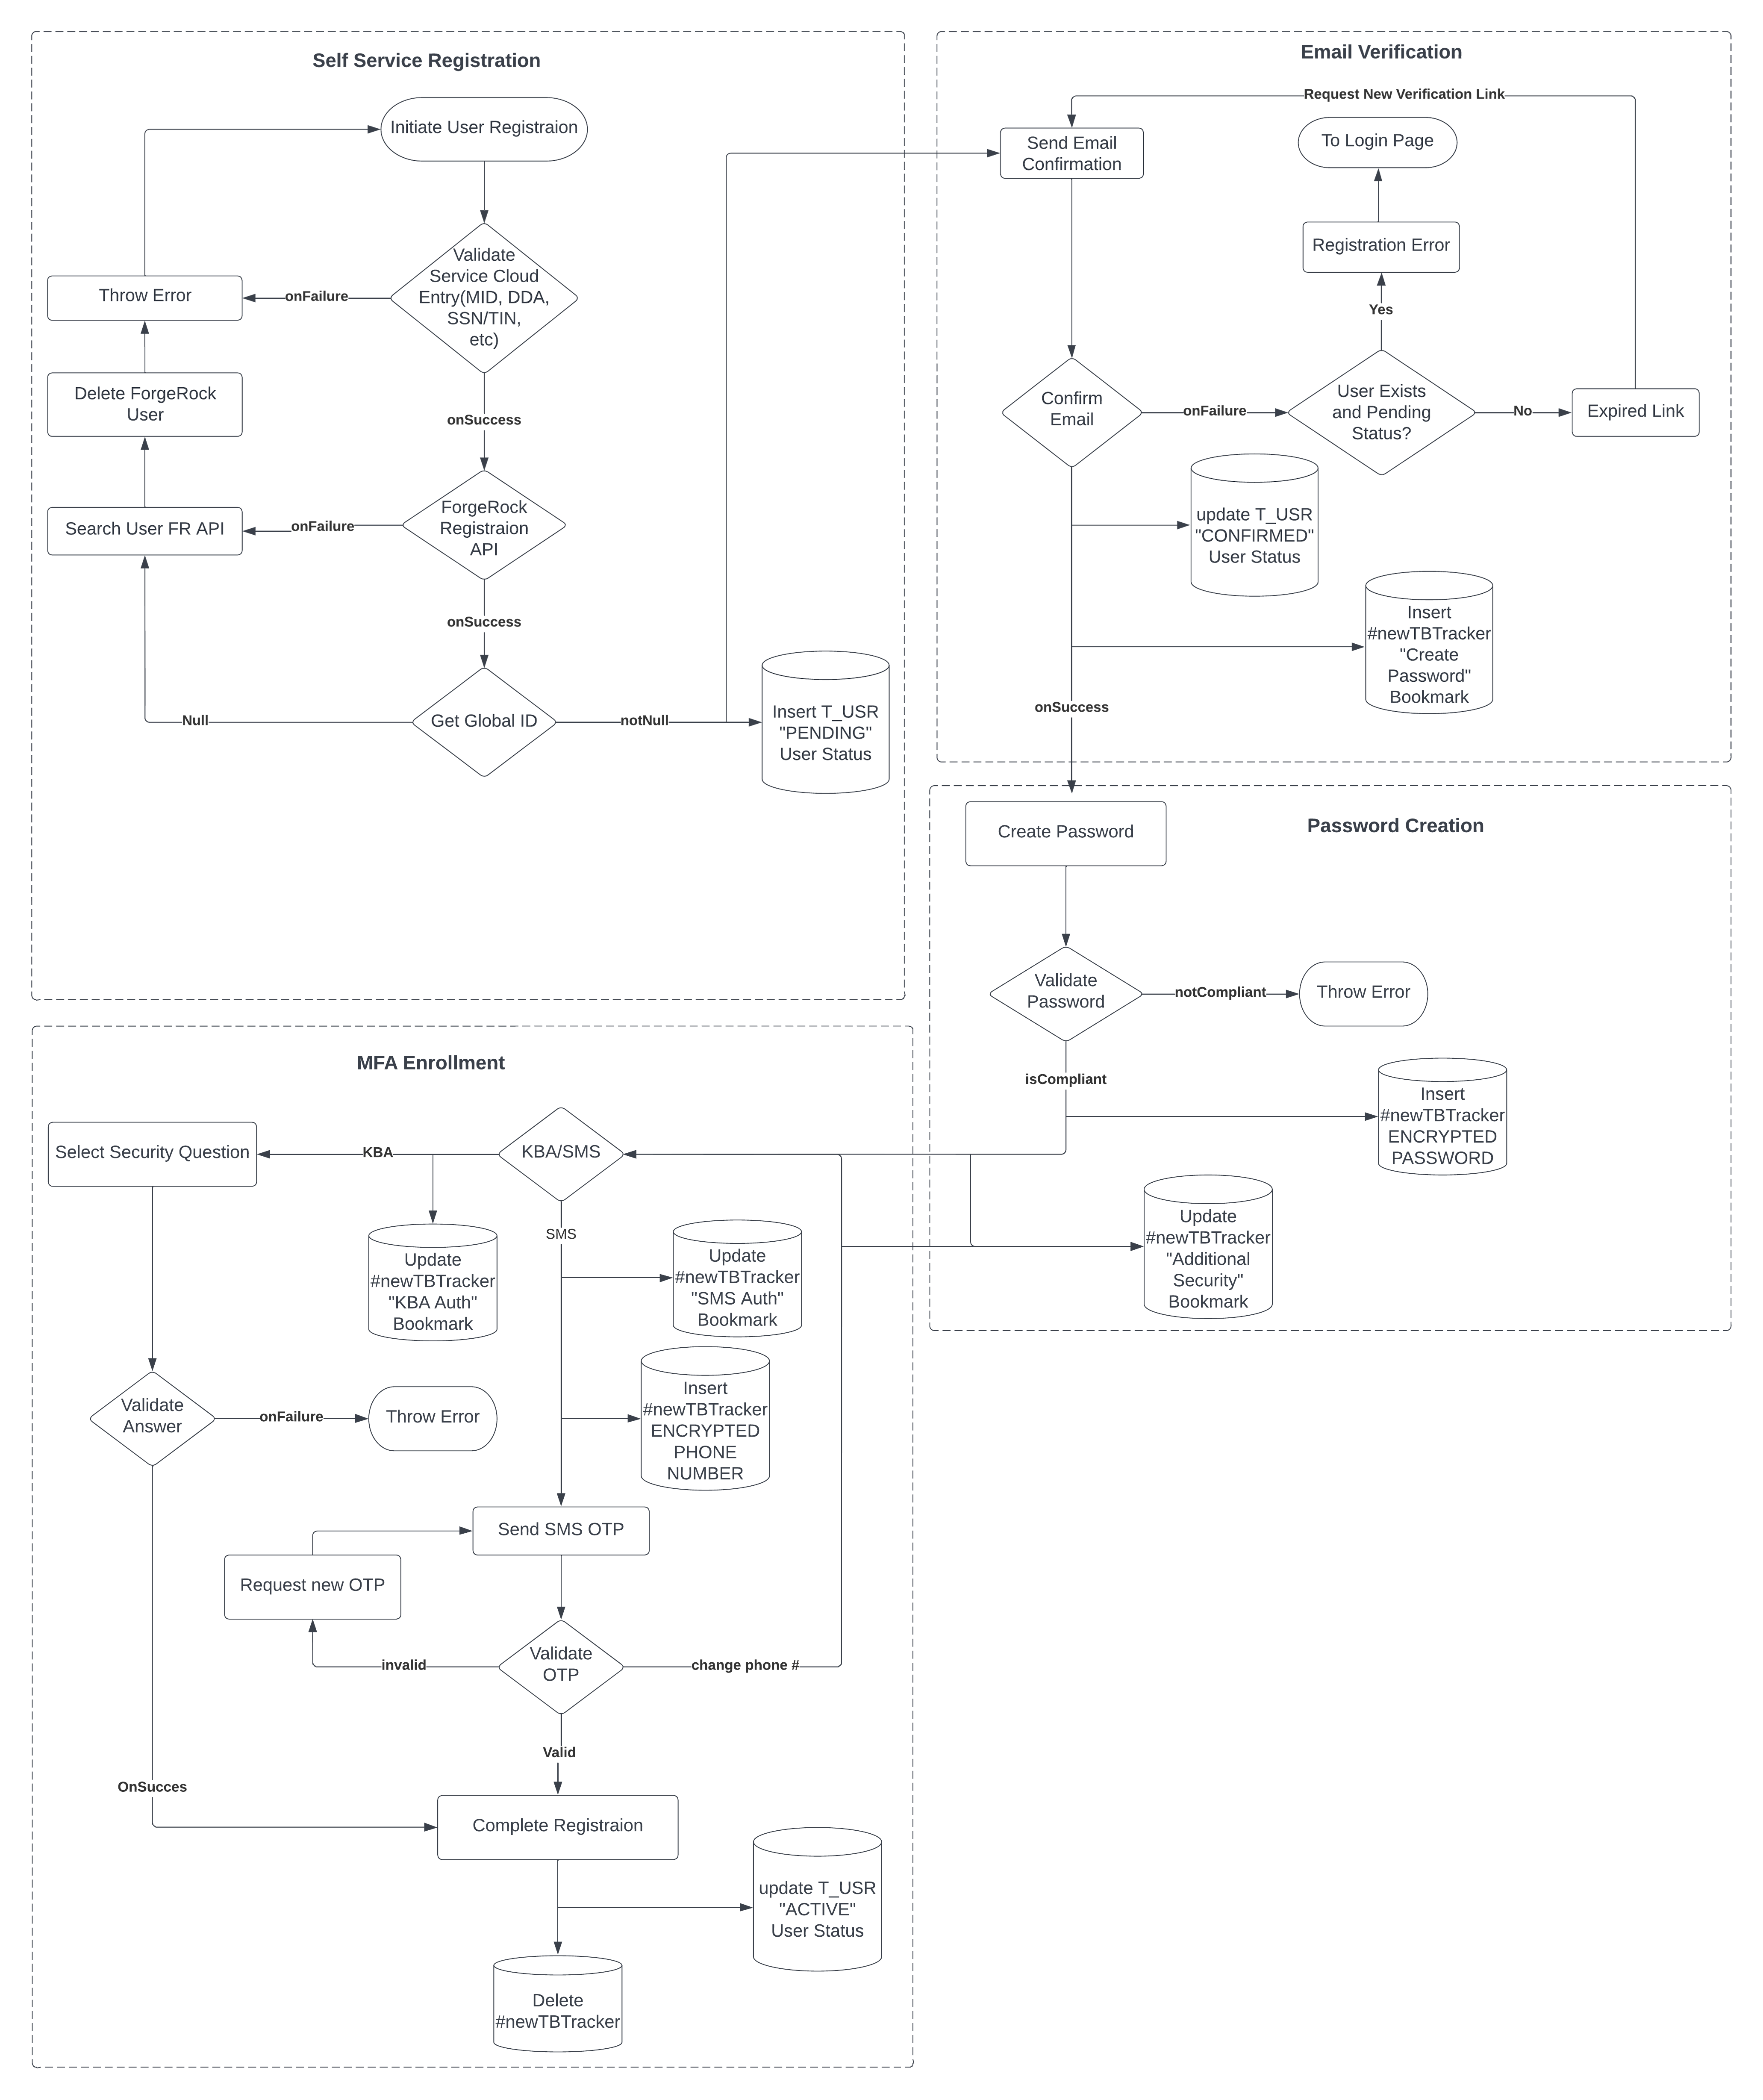 Self Service Registration
Initiate User Registraion
Validate
Service Cloud
Entry(MID, DDA,
SSN/TIN,
etc)
onFailure
Throw Error
Delete ForgeRock
User
onSuccess
ForgeRock
Registraion
API
onFailure
Search User FR API
onSuccess
Get Global ID
Null
notNull
Insert T_USR
"PENDING"
User Status
Email Verification
Request New Verification Link
Send Email
Confirmation
To Login Page
Registration Error
Yes
Confirm
Email
onFailure
User Exists
and Pending
Status?
No
Expired Link
update T_USR
"CONFIRMED"
User Status
Insert
#newTBTracker
"Create
Password"
Bookmark
onSuccess
Password Creation
Create Password
Validate
Password
notCompliant
Throw Error
isCompliant
Insert
#newTBTracker
ENCRYPTED
PASSWORD
Update
#newTBTracker
"Additional
Security"
Bookmark
MFA Enrollment
Select Security Question
KBA
KBA/SMS
SMS
Update
#newTBTracker
"KBA Auth"
Bookmark
Update
#newTBTracker
"SMS Auth"
Bookmark
Insert
#newTBTracker
ENCRYPTED
PHONE
NUMBER
Validate
Answer
onFailure
Throw Error
Send SMS OTP
Request new OTP
Validate
OTP
invalid
change phone #
Valid
OnSucces
Complete Registraion
update T_USR
"ACTIVE"
User Status
Delete
#newTBTracker